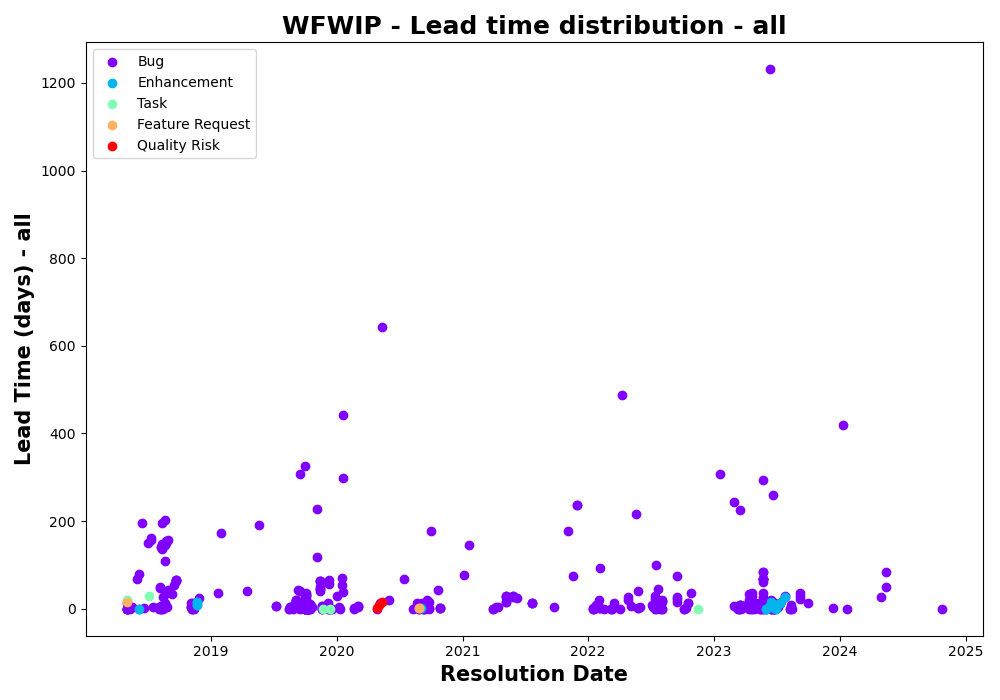 WFWIP - Lead time distribution - all
Bug
Enhancement
Task
Feature Request
Quality Risk
Lead Time (days) - all
1200
1000
800
600
400
200
0
2019 2020 2021 2022 2023 2024 2025
Resolution Date